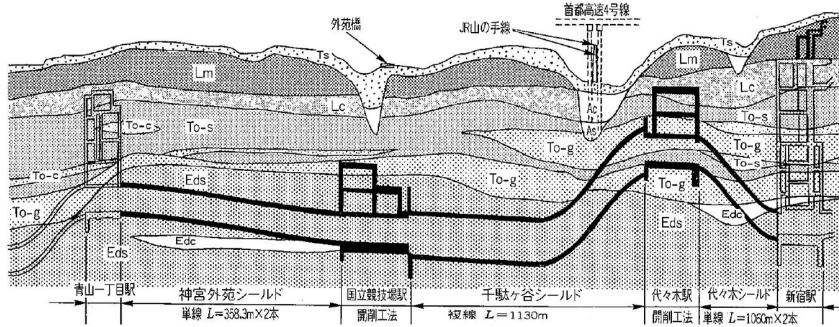 首都高速4号線
外苑橋
JR山の手線
Ts
Ts
Lm
Lm
Lc
Lc
Ac
As
To-c
To-s
To-s
To-g
To-g
To-c
To-s
Eds
To-g
To-g
Edc
Edc
Eds
Eds
青山一丁目駅
神宮外苑シールド
国立競技場駅
千駄ヶ谷シールド
代々木駅
代々木シールド
新宿駅
単線 L=358.3m×2本
開削工法
複線 L=1130m
開削工法
単線 L=1060m×2本